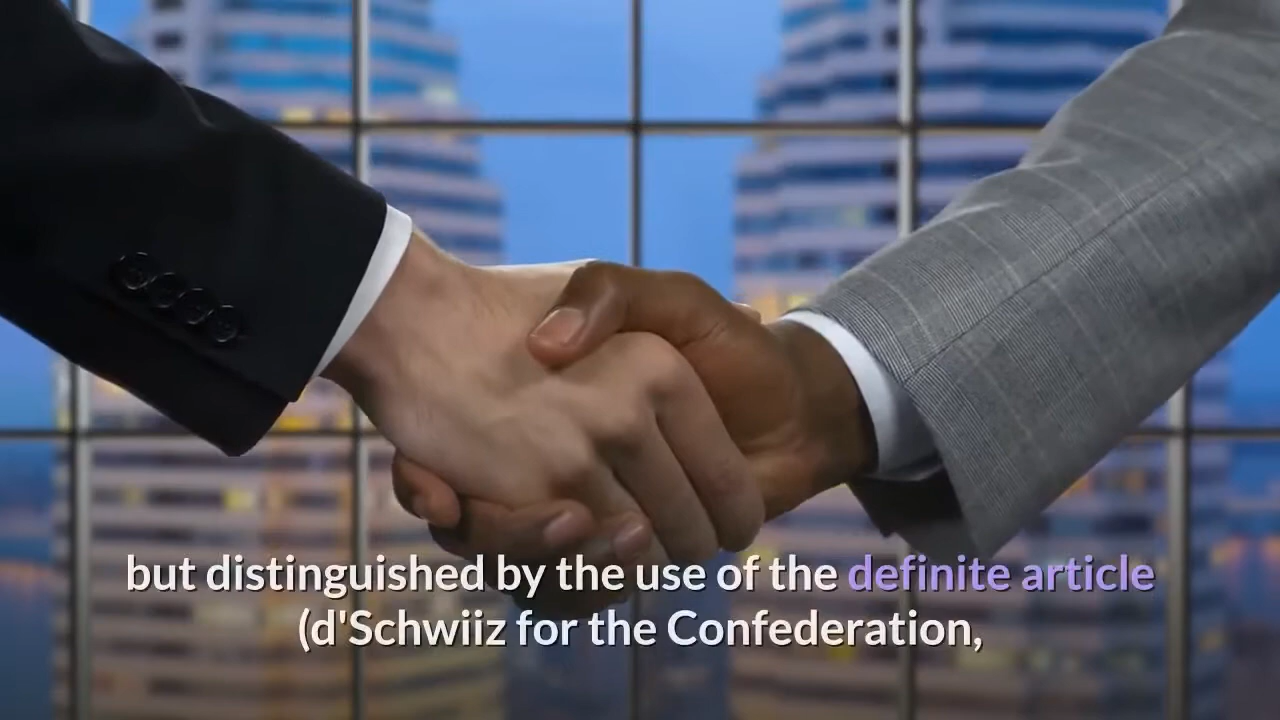 but distinguished by the use of the definite article
(d'Schwiiz for the Confederation,